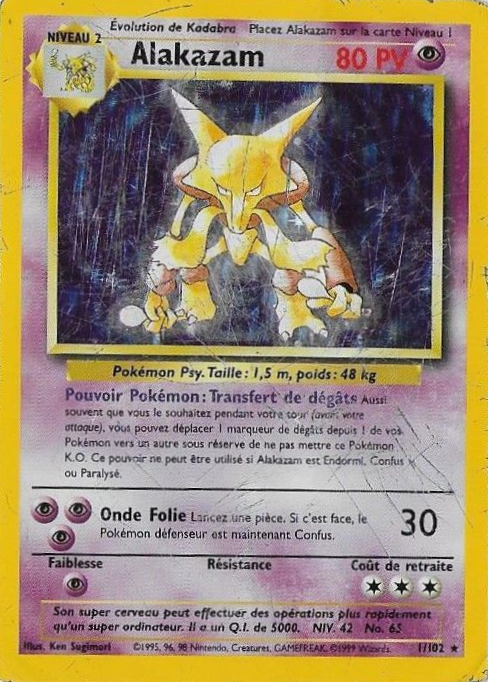 Évolution de Kadabra Placez Alakazam sur la carte Niveau 1
NIVEAU 2
Alakazam 80 PV
Pokémon Psy. Taille : 1,5 m, poids : 48 kg
Pouvoir Pokémon : Transfert de dégâts Aussi
souvent que vous le souhaitez pendant votre tour (avant votre
attaque), vous pouvez déplacer 1 marqueur de dégâts depuis 1 de vos
Pokémon vers un autre sous réserve de ne pas mettre ce Pokémon
K.O. Ce pouvoir ne peut être utilisé si Alakazam est Endormi, Confus
ou Paralysé.
Onde Folie Lancez une pièce. Si c'est face, le
Pokémon défenseur est maintenant Confus.
30
Faiblesse Résistance Coût de retraite
Son super cerveau peut effectuer des opérations plus rapidement
qu'un super ordinateur. Il a un Q.I. de 5000. NIV. 42 No. 65
Illus. Ken Sugimori ©1995, 96, 98 Nintendo, Creatures, GAMEFREAK. ©1999 Wizards. 1/102 ★